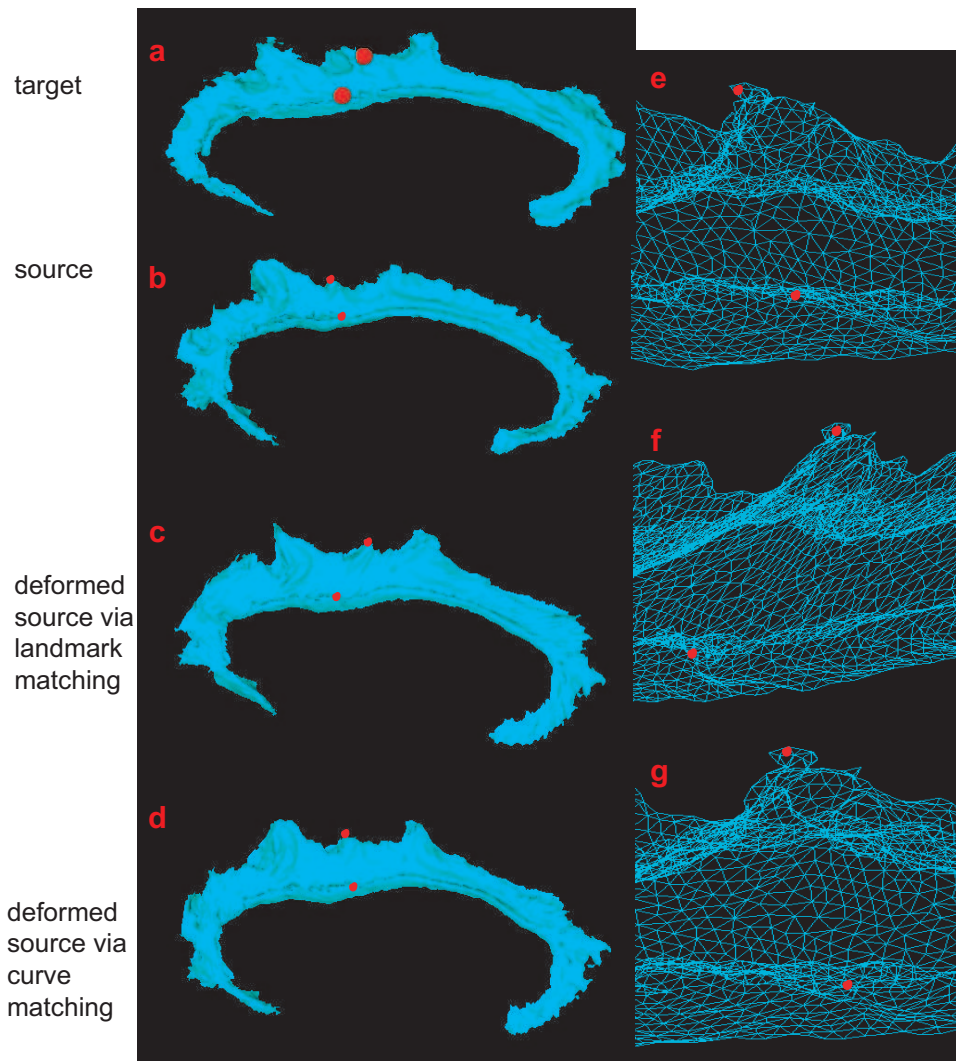 target
a
e
source
b
f
deformed
source via
landmark
matching
c
g
deformed
source via
curve
matching
d